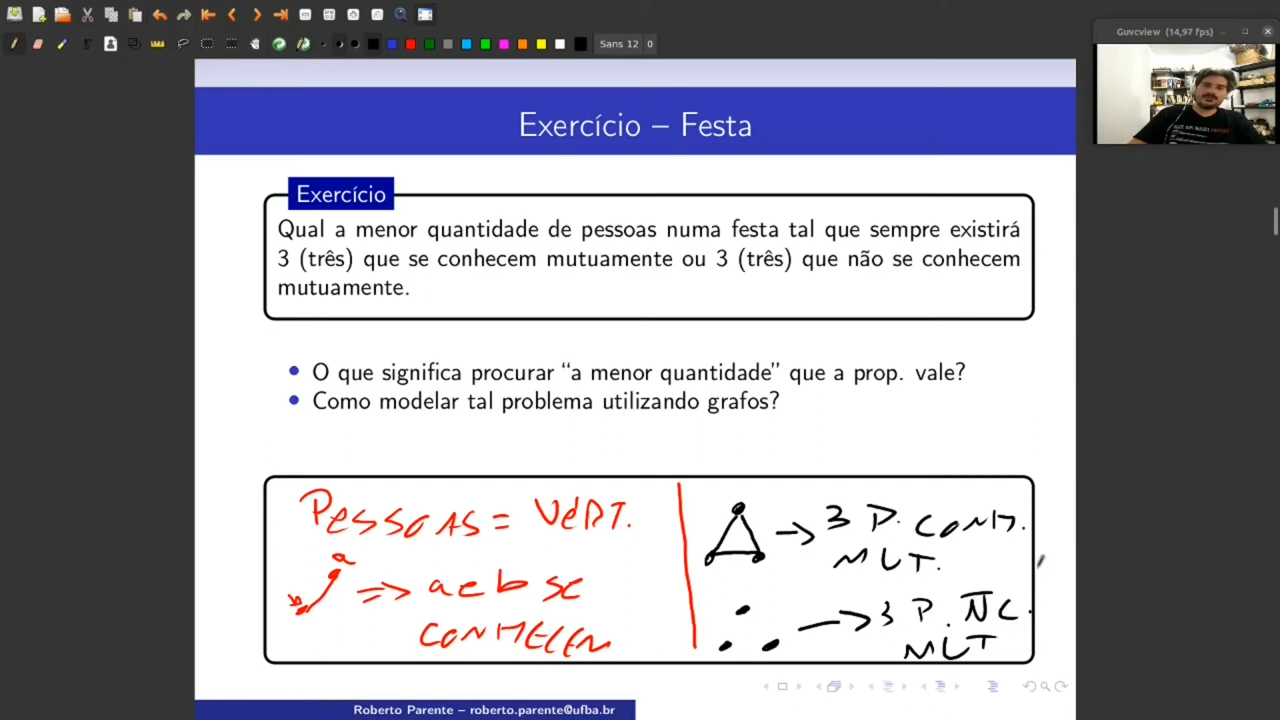 Sans 12
0
Guvcview (14,97 fps)
Exercício – Festa
Exercício
Qual a menor quantidade de pessoas numa festa tal que sempre existirá
3 (três) que se conhecem mutuamente ou 3 (três) que não se conhecem
mutuamente.
O que significa procurar “a menor quantidade” que a prop. vale?
Como modelar tal problema utilizando grafos?
PESSOAS = VÉRT.
a
b
=> a e b se
CONHECEM
3 P. CONH.
MUT.
3 P. NC.
MUT
Roberto Parente – roberto.parente@ufba.br